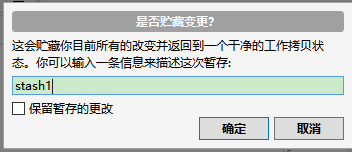 是否贮藏变更?
这会贮藏你目前所有的改变并返回到一个干净的工作拷贝状
态。你可以输入一条信息来描述这次暂存:
stash1
保留暂存的更改
确定
取消